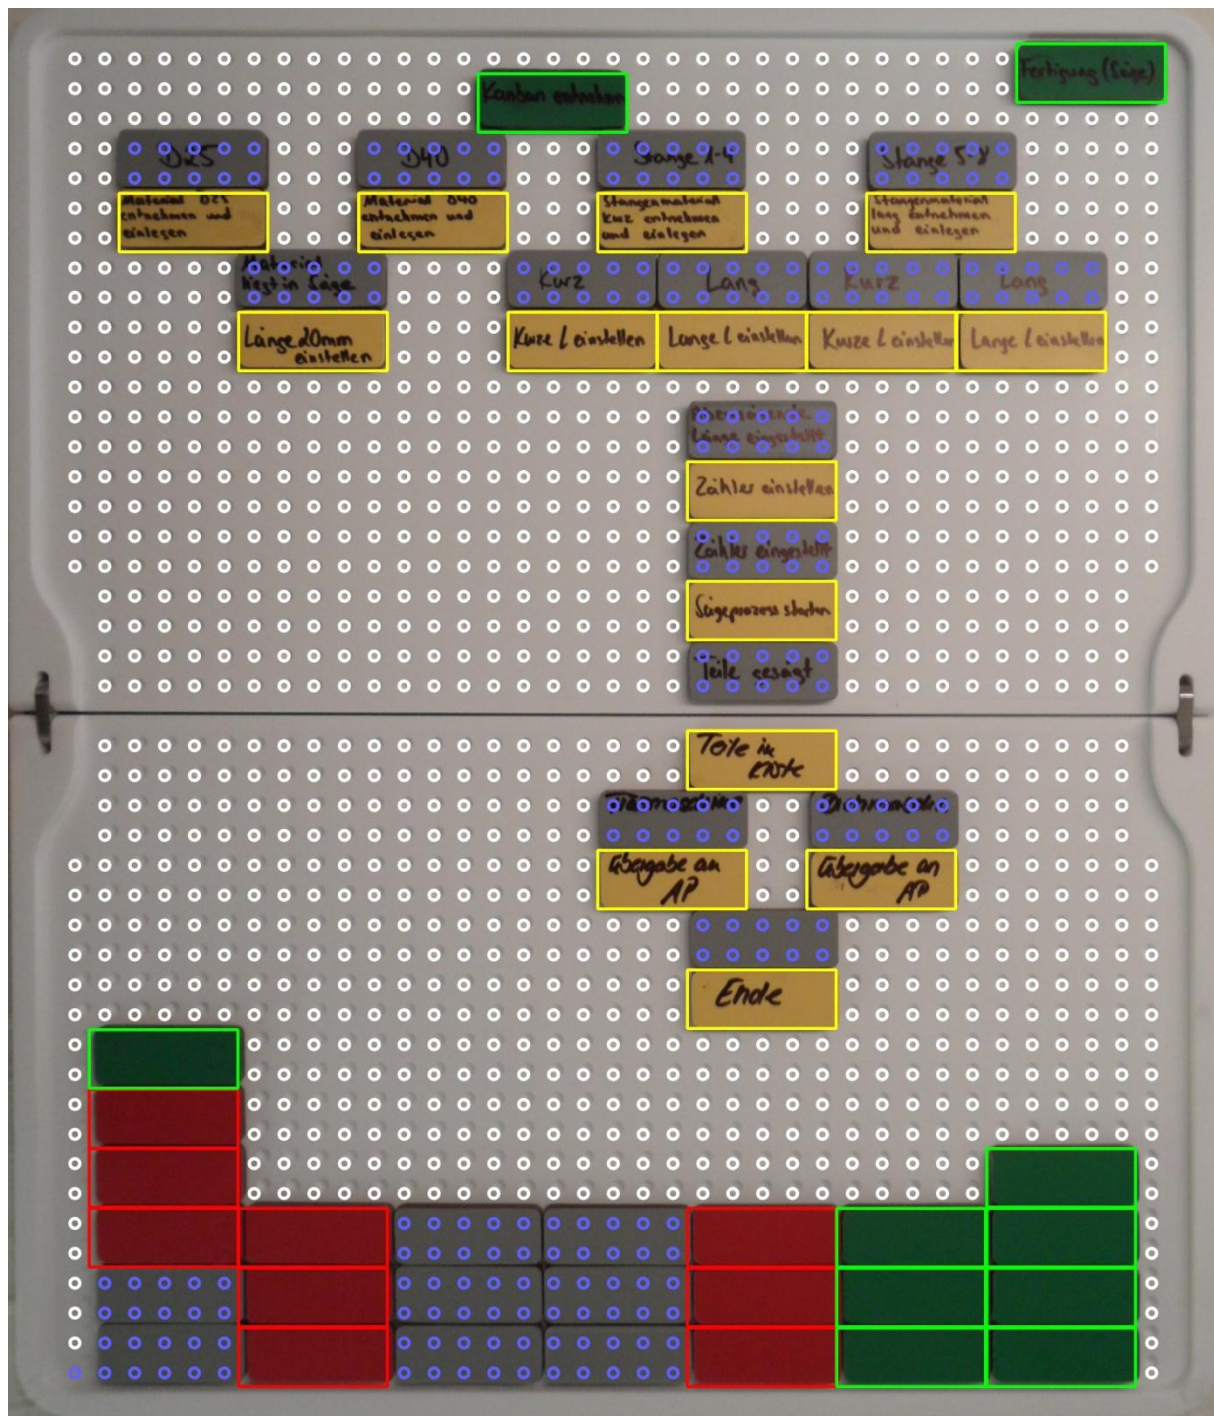 Fertigung (Säge)
Kanban entnehmen
D25
D40
Stange 1-4
Stange 5-8
Material D25
entnehmen und
einlegen
Material D40
entnehmen und
einlegen
Stangenmaterial
kurz entnehmen
und einlegen
Stangenmaterial
lang entnehmen
und einlegen
Material
liegt in Säge
Kurz
Lang
Kurz
Lang
Länge 20mm
einstellen
Kurze L einstellen
Lange L einstellen
Kurze L einstellen
Lange L einstellen
Länge eingestellt
Zähler einstellen
Zähler eingestellt
Sägeprozess starten
Teile gesägt
Teile in
Kiste
Übergabe an
AP
Übergabe an
AP
Ende